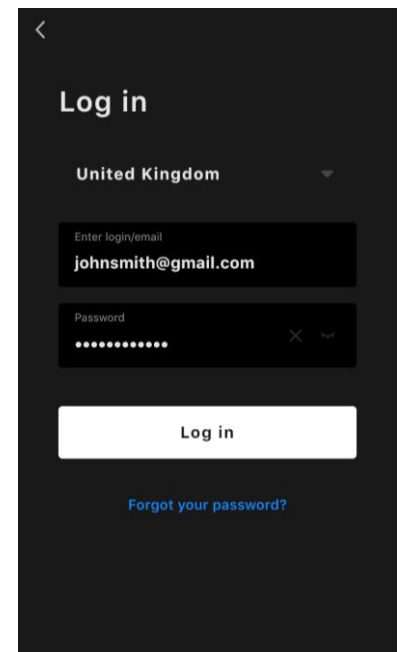 Log in
United Kingdom
Enter login/email
johnsmith@gmail.com
Password
••••••••••••
Log in
Forgot your password?